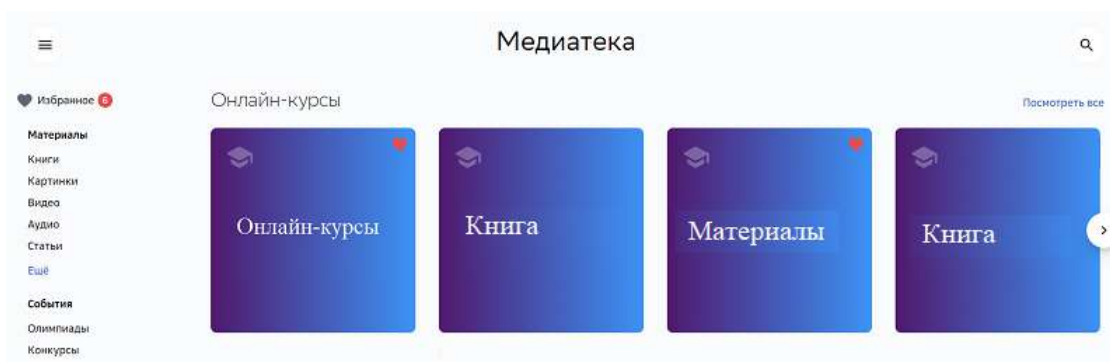 Медиатека
Избранное 6
Материалы
Книги
Картинки
Видео
Аудио
Статьи
Ещё
События
Олимпиады
Конкурсы
Онлайн-курсы
Посмотреть все
Онлайн-курсы
Книга
Материалы
Книга